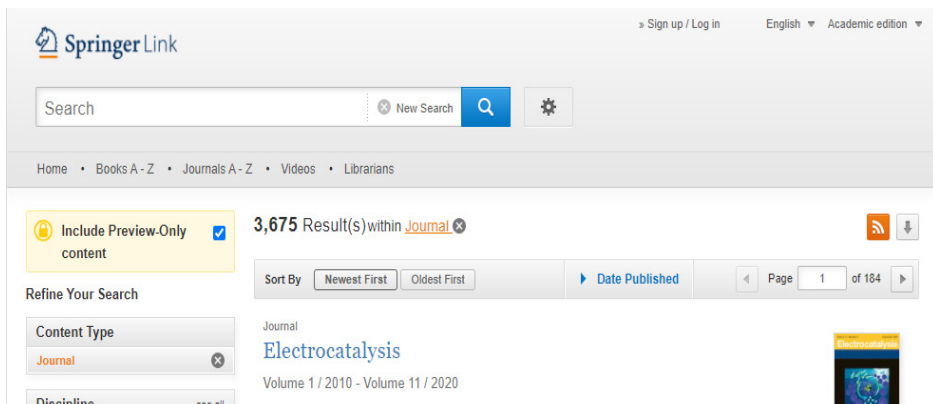 » Sign up / Log in English Academic edition
Springer Link
Search New Search
Home • Books A - Z • Journals A - Z • Videos • Librarians
Include Preview-Only
content
3,675 Result(s) within Journal
Sort By Newest First Oldest First Date Published Page 1 of 184
Refine Your Search
Content Type
Journal
Journal
Electrocatalysis
Volume 1 / 2010 - Volume 11 / 2020
Electrocatalysis
Discipline